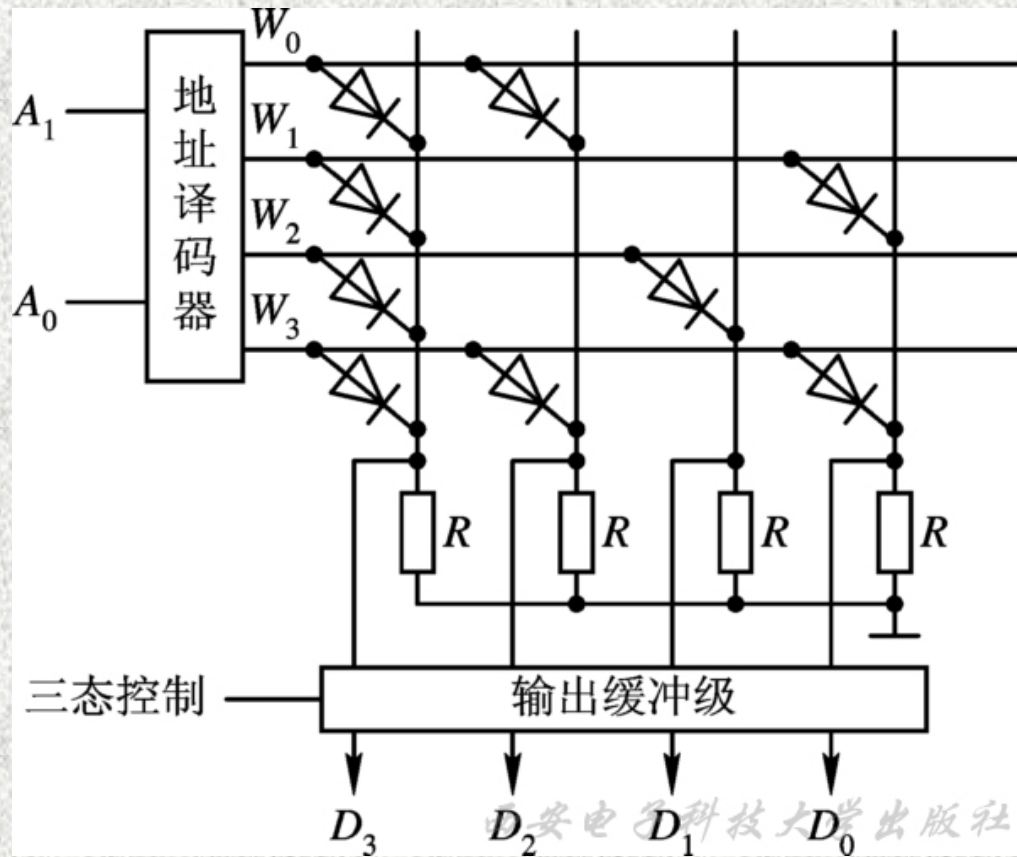 W₀
A₁
地址译码器
W₁
W₂
A₀
W₃
R R R R
三态控制
输出缓冲级
D₃ D₂ D₁ D₀
西安电子科技大学出版社